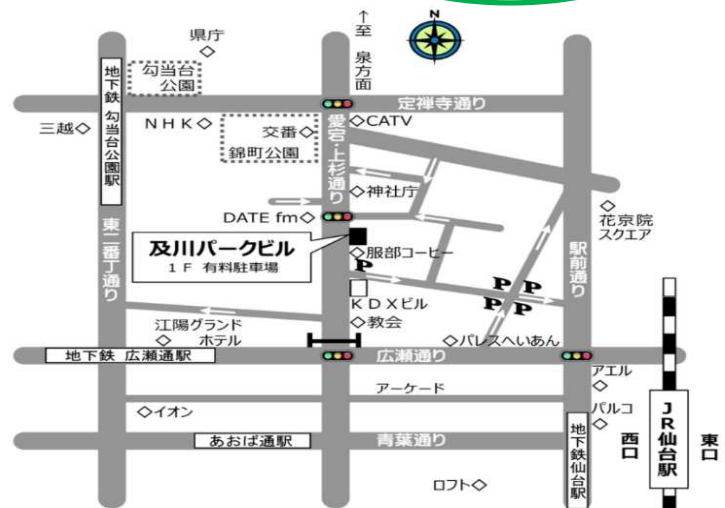 ↑至 泉方面
N
県庁
勾当台
公園
地下鉄 勾当台公園駅
定禅寺通り
三越
NHK
交番
錦町公園
愛宕・上杉通り
CATV
神社庁
DATE fm
花京院
スクエア
東二番丁通り
及川パークビル
1F 有料駐車場
服部コーヒー
駅前通り
P
P P
P P
KDXビル
江陽グランド
ホテル
教会
パレスへいあん
地下鉄 広瀬通駅
広瀬通り
アエル
アーケード
イオン
パルコ
JR仙台駅
西口
東口
あおば通駅
青葉通り
地下鉄仙台駅
ロフト